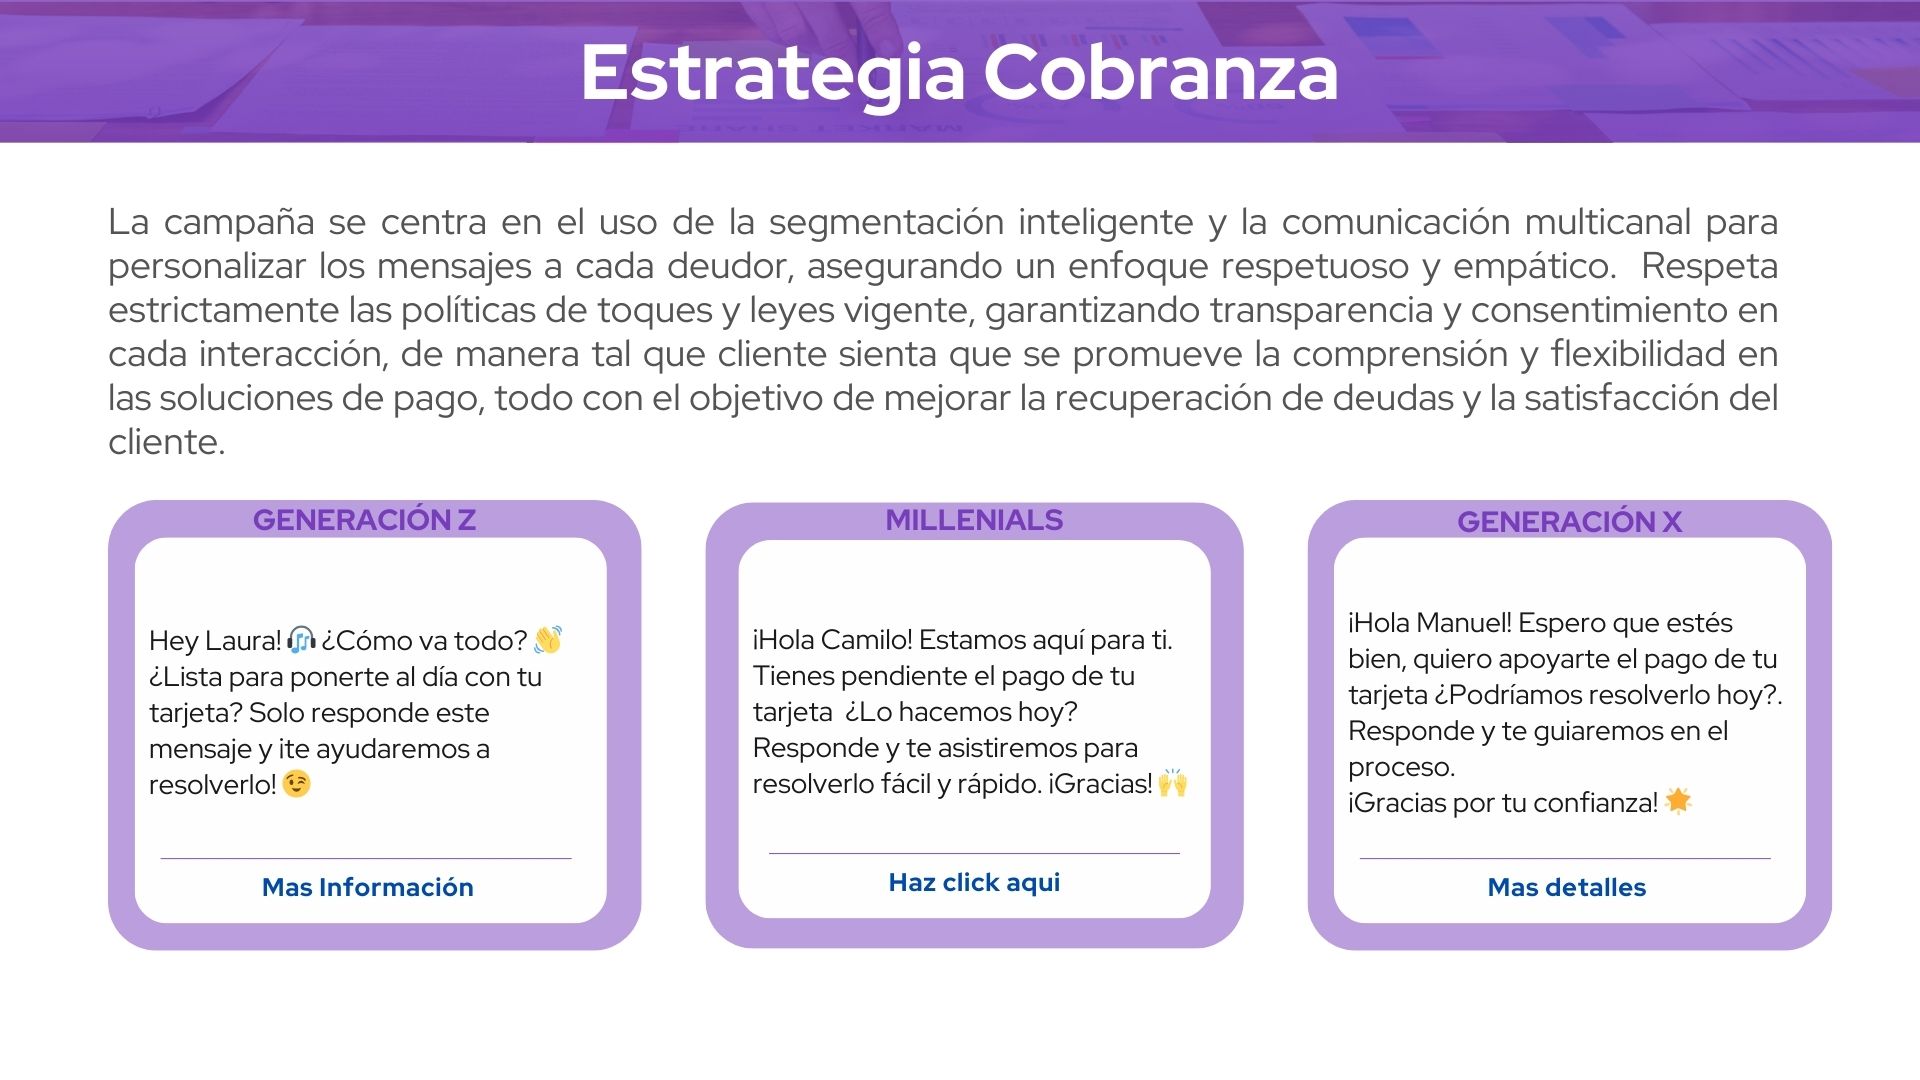 Estrategia Cobranza
La campaña se centra en el uso de la segmentación inteligente y la comunicación multicanal para
personalizar los mensajes a cada deudor, asegurando un enfoque respetuoso y empático.  Respeta
estrictamente las políticas de toques y leyes vigente, garantizando transparencia y consentimiento en
cada interacción, de manera tal que cliente sienta que se promueve la comprensión y flexibilidad en
las soluciones de pago, todo con el objetivo de mejorar la recuperación de deudas y la satisfacción del
cliente.
GENERACIÓN Z
Hey Laura! 🎧 ¿Cómo va todo? 👋
¿Lista para ponerte al día con tu
tarjeta? Solo responde este
mensaje y ¡te ayudaremos a
resolverlo! 😉
Mas Información
MILLENIALS
¡Hola Camilo! Estamos aquí para ti.
Tienes pendiente el pago de tu
tarjeta  ¿Lo hacemos hoy?
Responde y te asistiremos para
resolverlo fácil y rápido. ¡Gracias! 🙌
Haz click aqui
GENERACIÓN X
¡Hola Manuel! Espero que estés
bien, quiero apoyarte el pago de tu
tarjeta ¿Podríamos resolverlo hoy?.
Responde y te guiaremos en el
proceso.
¡Gracias por tu confianza! 🌟
Mas detalles